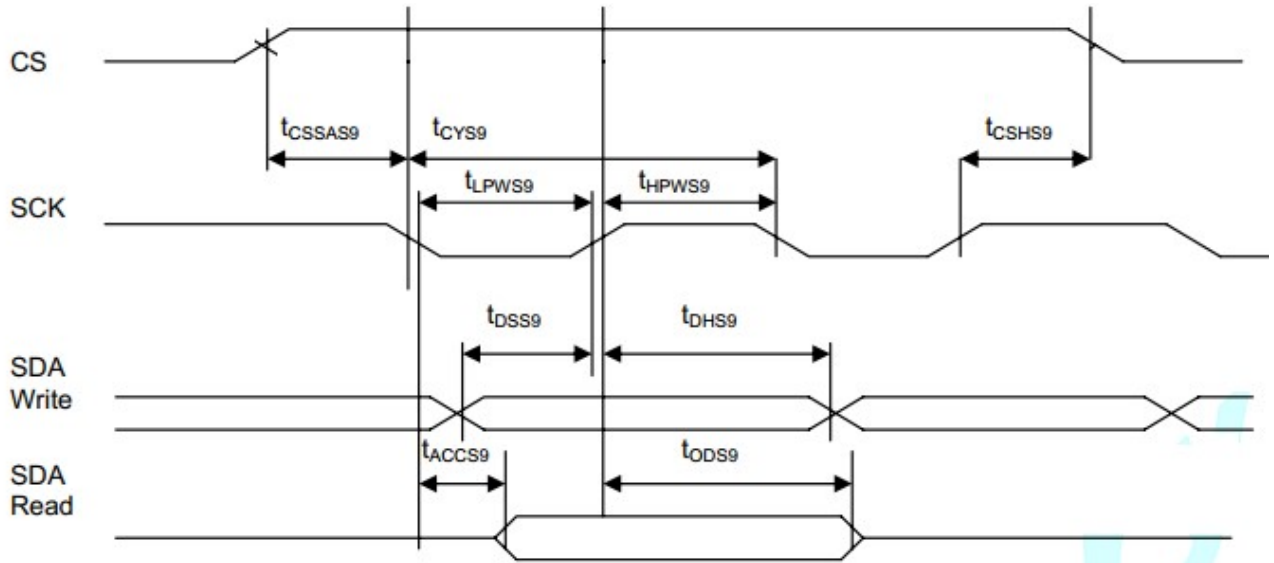 CS
tCSSAS9
tCYS9
tCSHS9
tLPWS9
tHPWS9
SCK
tDSS9
tDHS9
SDA
Write
tACCS9
tODS9
SDA
Read